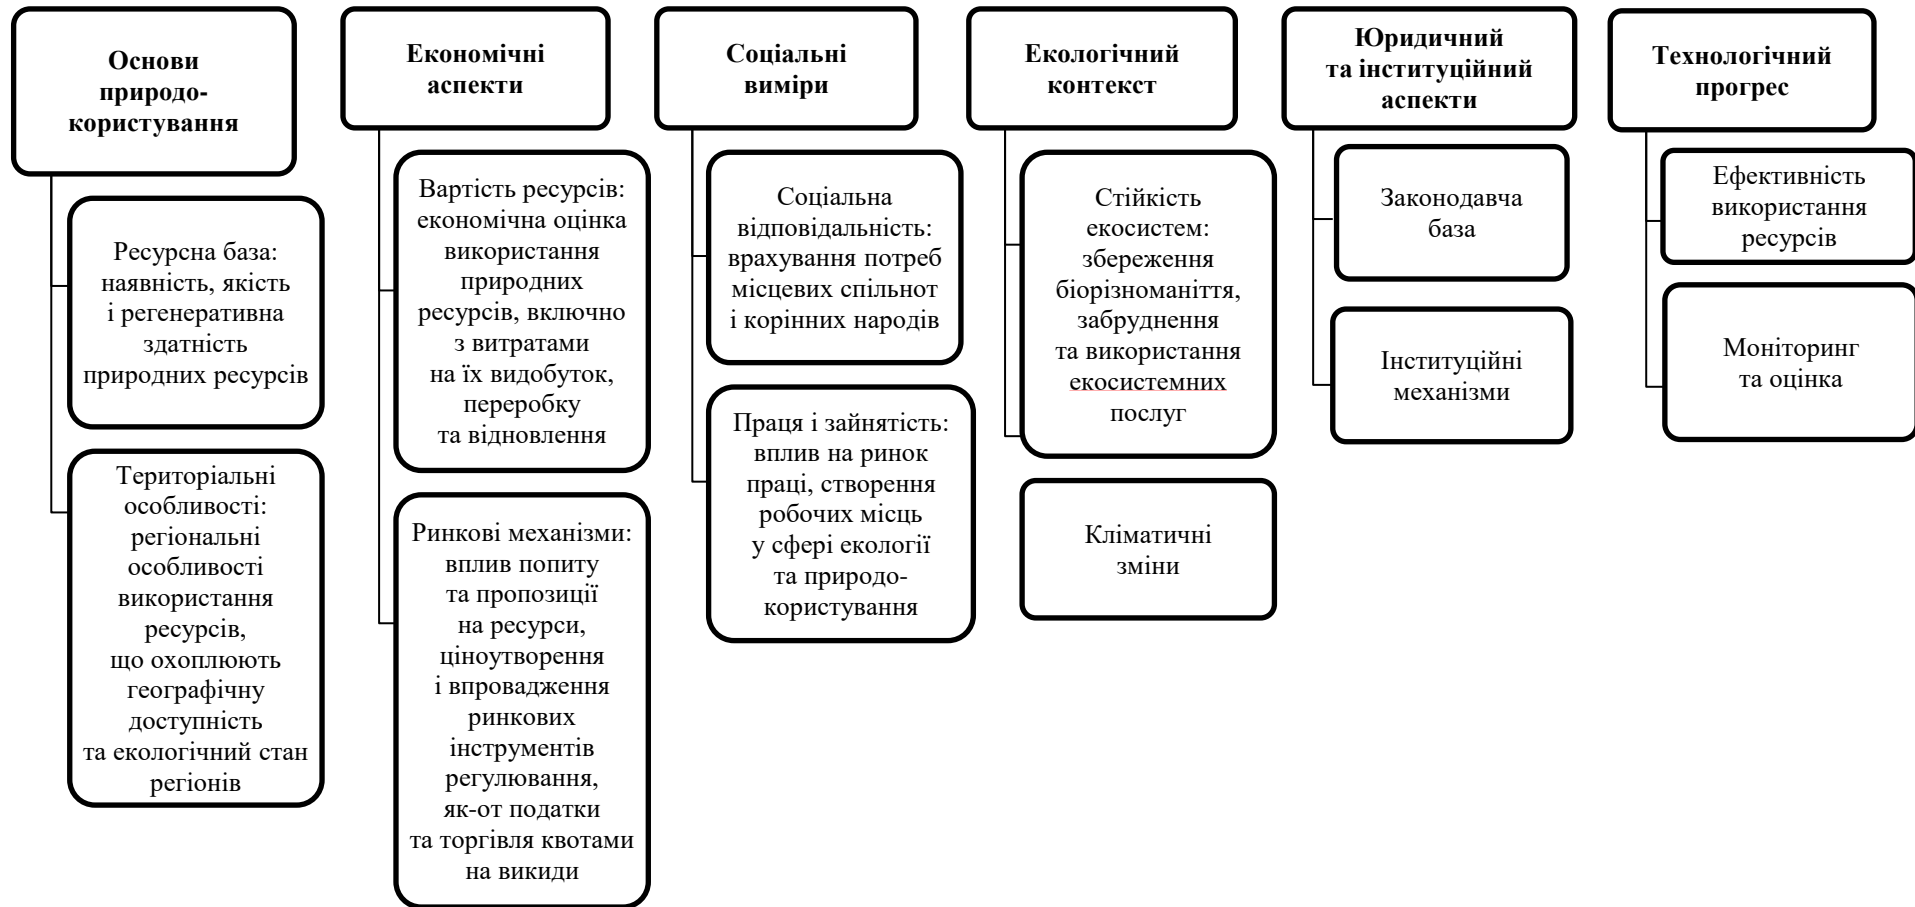 Основи
природо-
користування
Ресурсна база:
наявність, якість
і регенеративна
здатність
природних ресурсів
Територіальні
особливості:
регіональні
особливості
використання
ресурсів,
що охоплюють
географічну
доступність
та екологічний стан
регіонів
Економічні
аспекти
Вартість ресурсів:
економічна оцінка
використання
природних
ресурсів, включно
з витратами
на їх видобуток,
переробку
та відновлення
Ринкові механізми:
вплив попиту
та пропозиції
на ресурси,
ціноутворення
і впровадження
ринкових
інструментів
регулювання,
як-от податки
та торгівля квотами
на викиди
Соціальні
виміри
Соціальна
відповідальність:
врахування потреб
місцевих спільнот
і корінних народів
Праця і зайнятість:
вплив на ринок
праці, створення
робочих місць
у сфері екології
та природо-
користування
Екологічний
контекст
Стійкість
екосистем:
збереження
біорізноманіття,
забруднення
та використання
екосистемних
послуг
Кліматичні
зміни
Юридичний
та інституційний
аспекти
Законодавча
база
Інституційні
механізми
Технологічний
прогрес
Ефективність
використання
ресурсів
Моніторинг
та оцінка